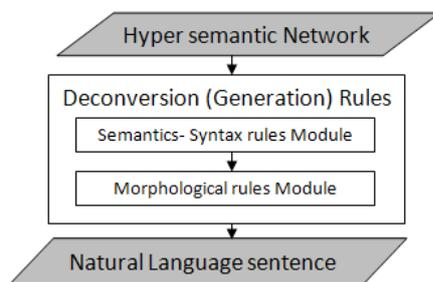 Hyper semantic Network
Deconversion (Generation) Rules
Semantics- Syntax rules Module
Morphological rules Module
Natural Language sentence